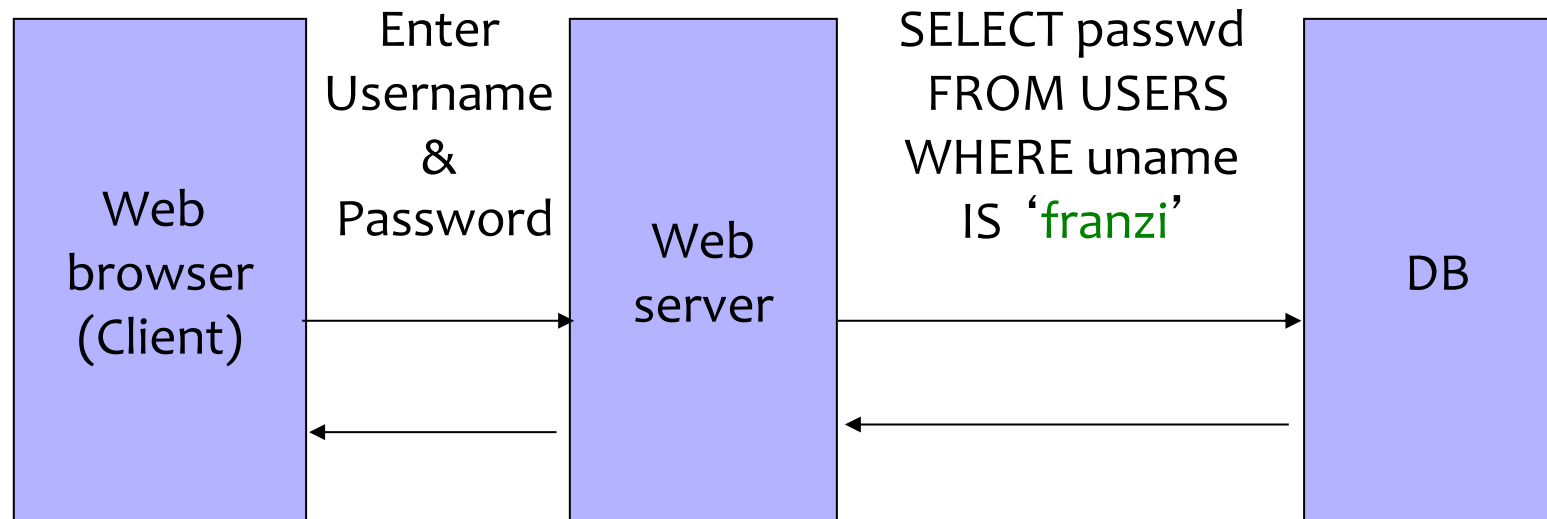 Web
browser
(Client)
Enter
Username
&
Password
Web
server
SELECT passwd
FROM USERS
WHERE uname
IS ‘franzi’
DB